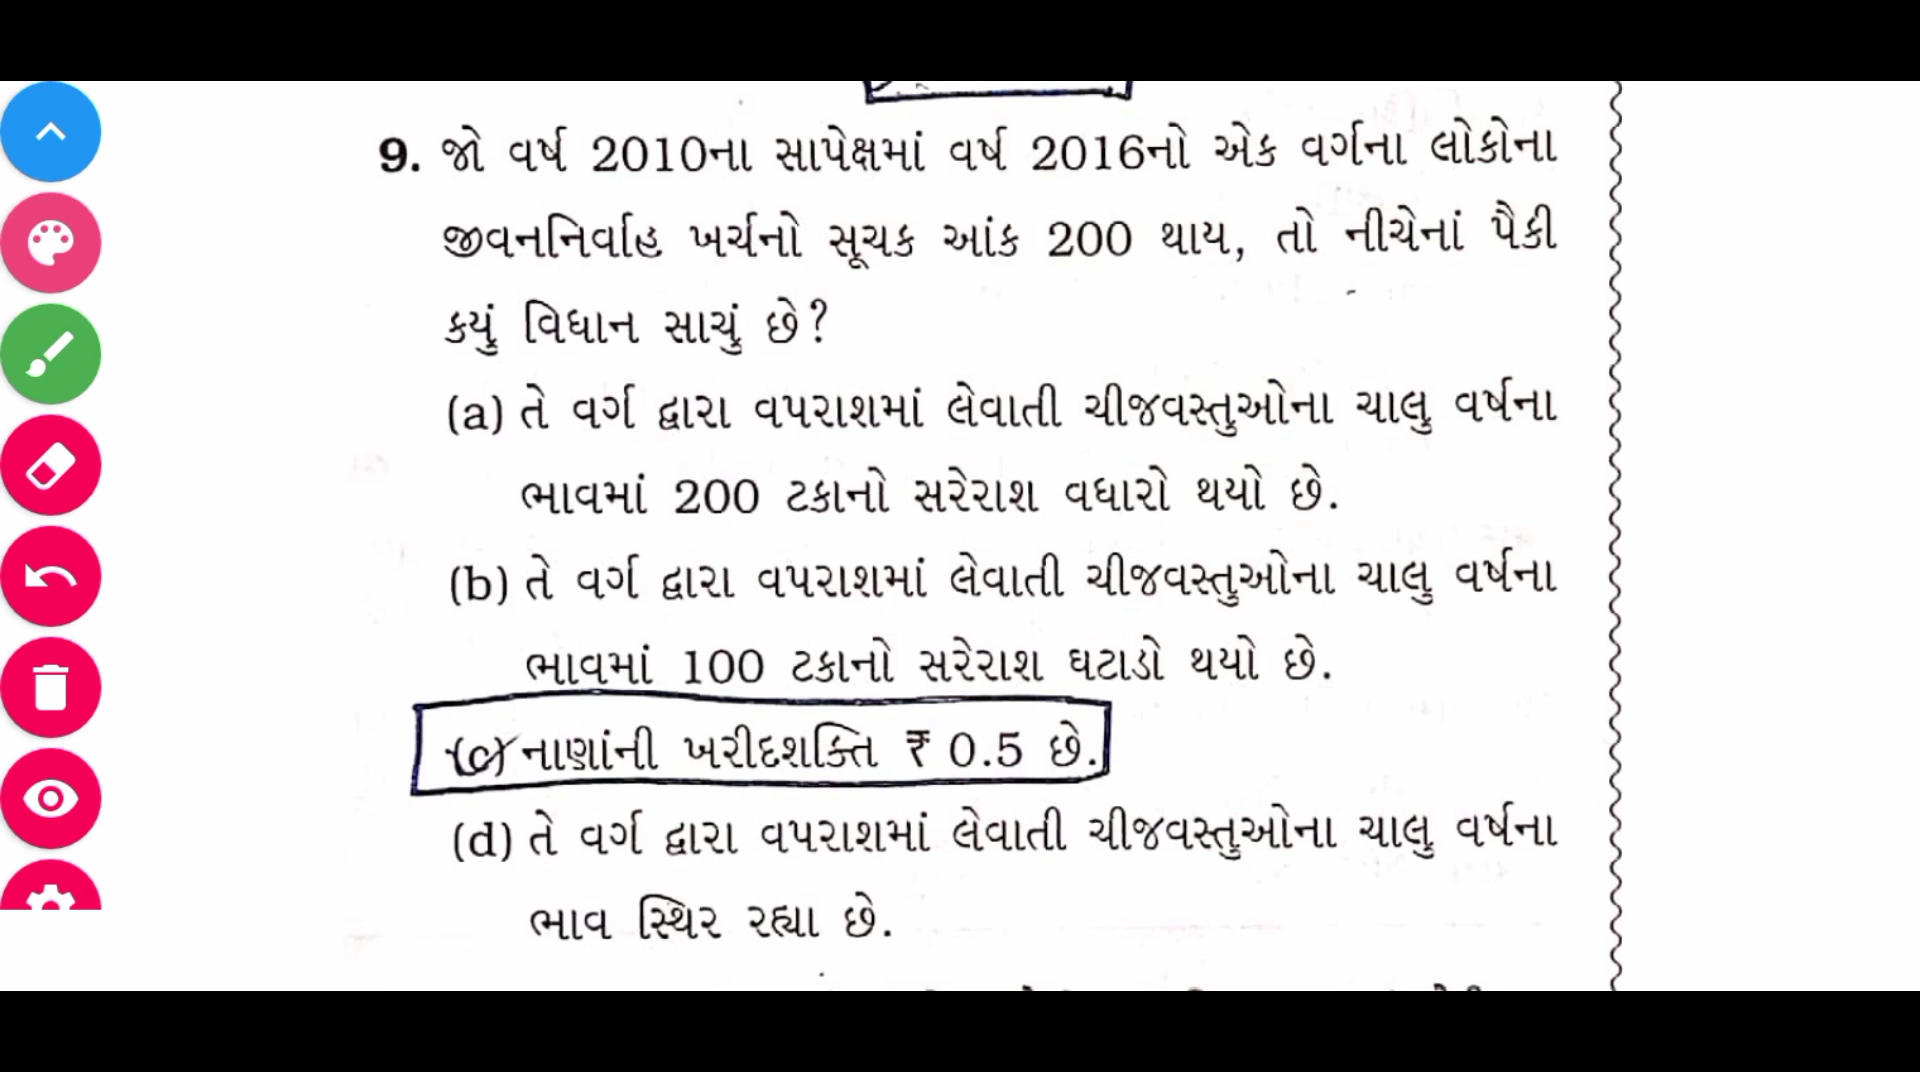 9. જો વર્ષ 2010ના સાપેક્ષમાં વર્ષ 2016નો એક વર્ગના લોકોના
જીવનનિર્વાહ ખર્ચનો સૂચક આંક 200 થાય, તો નીચેનાં પૈકી
કયું વિધાન સાચું છે?
(a) તે વર્ગ દ્વારા વપરાશમાં લેવાતી ચીજવસ્તુઓના ચાલુ વર્ષના
ભાવમાં 200 ટકાનો સરેરાશ વધારો થયો છે.
(b) તે વર્ગ દ્વારા વપરાશમાં લેવાતી ચીજવસ્તુઓના ચાલુ વર્ષના
ભાવમાં 100 ટકાનો સરેરાશ ઘટાડો થયો છે.
(c) નાણાંની ખરીદશક્તિ ₹ 0.5 છે.
(d) તે વર્ગ દ્વારા વપરાશમાં લેવાતી ચીજવસ્તુઓના ચાલુ વર્ષના
ભાવ સ્થિર રહ્યા છે.